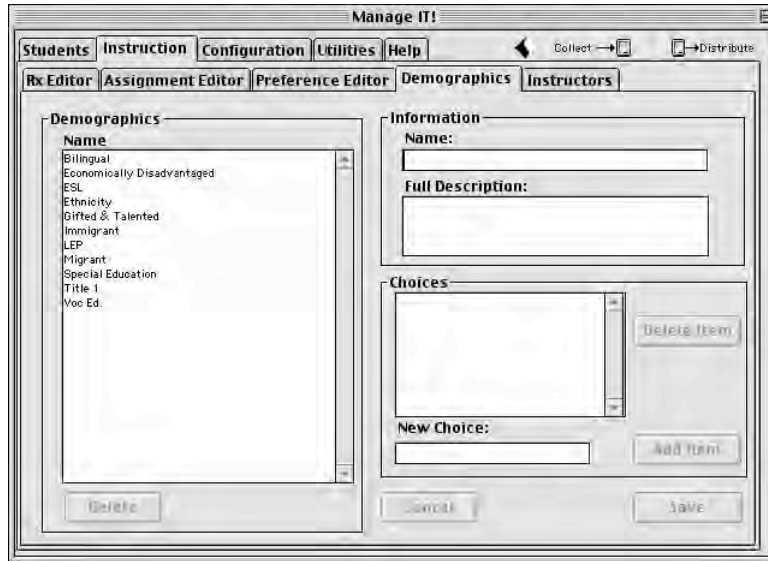 Manage IT!
Students Instruction Configuration Utilities Help Collect Distribute
Rx Editor Assignment Editor Preference Editor Demographics Instructors
Demographics
Name
Bilingual
Economically Disadvantaged
ESL
Ethnicity
Gifted & Talented
Immigrant
LEP
Migrant
Special Education
Title 1
Voc Ed.
Delete
Information
Name:
Full Description:
Choices
Delete Item
New Choice:
Add Item
Cancel
Save